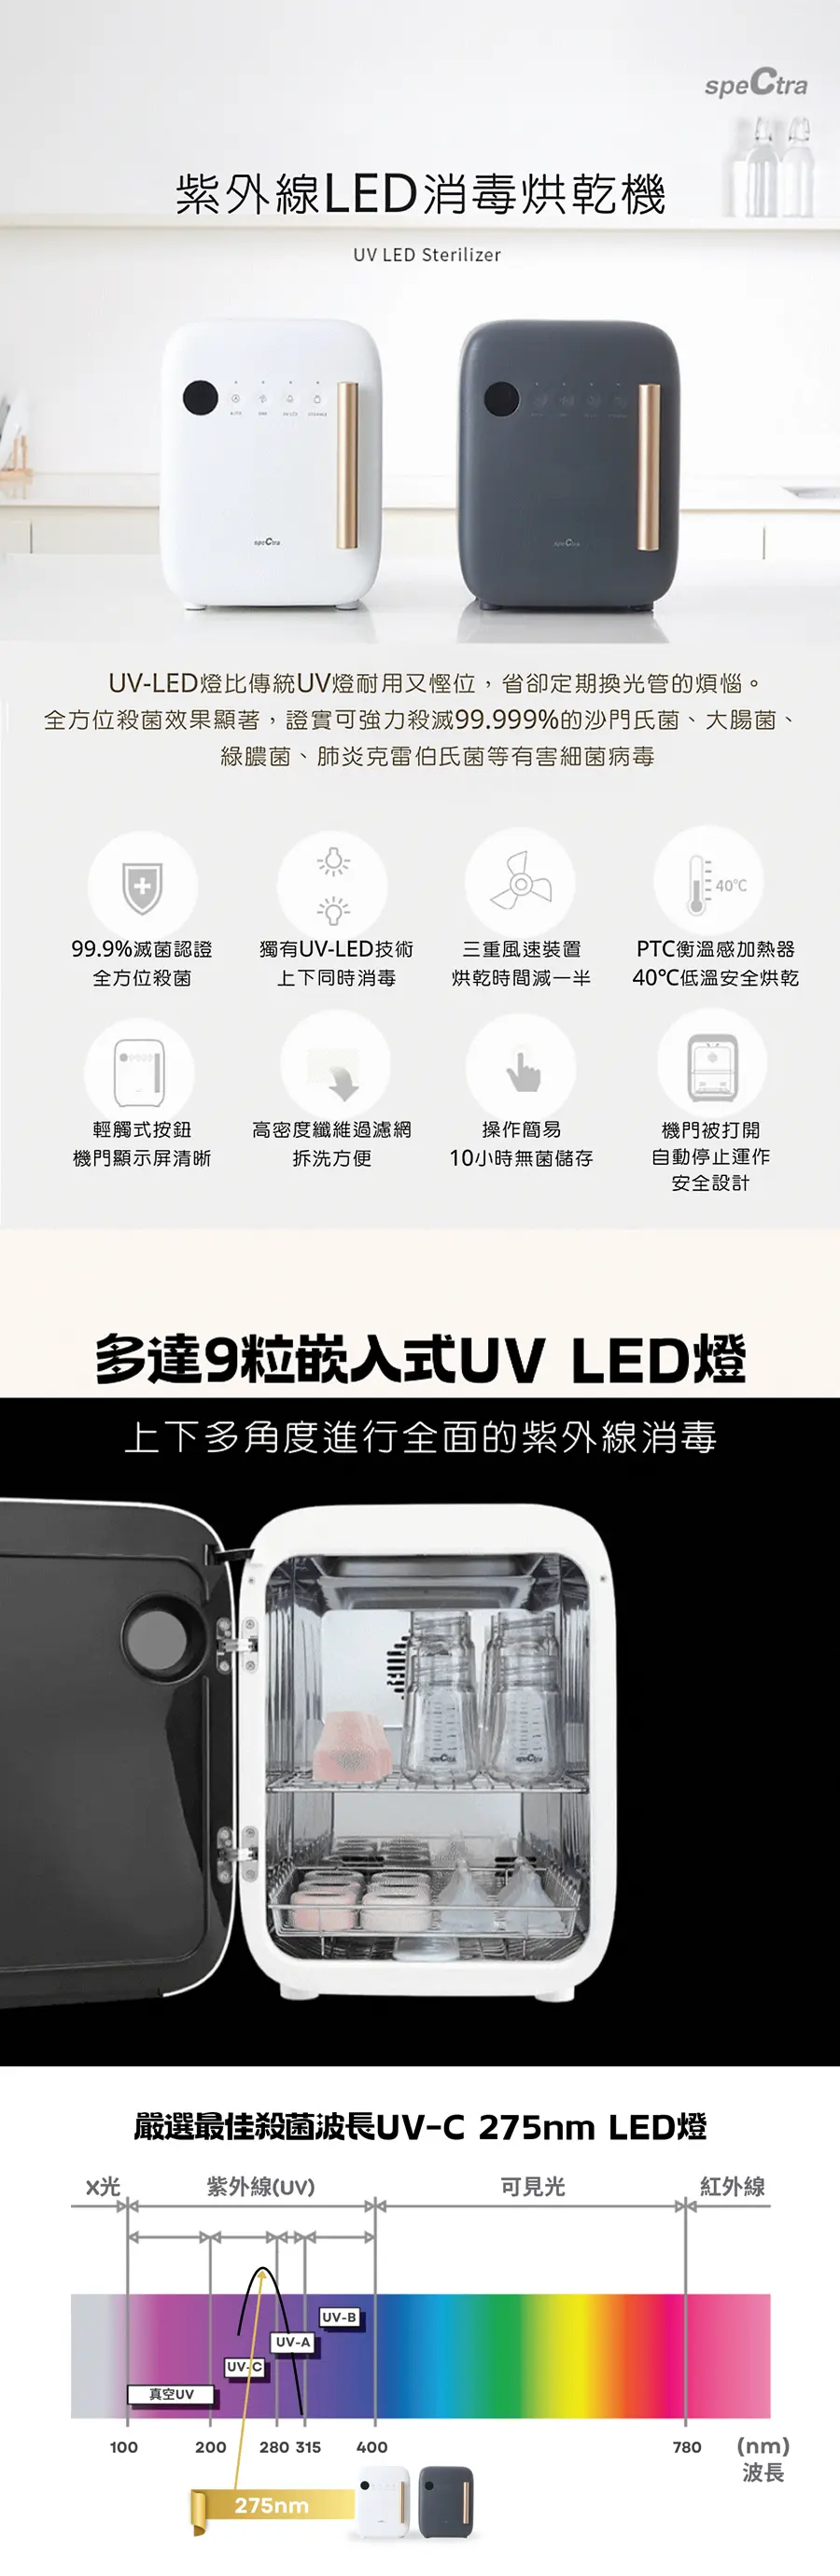 speCtra
紫外線LED消毒烘乾機
UV LED Sterilizer
AUTO DRY UV LED STORAGE
speCtra
speCtra
UV-LED燈比傳統UV燈耐用又慳位，省卻定期換光管的煩惱。
全方位殺菌效果顯著，證實可強力殺滅99.999%的沙門氏菌、大腸菌、
綠膿菌、肺炎克雷伯氏菌等有害細菌病毒
40℃
99.9%滅菌認證
全方位殺菌
獨有UV-LED技術
上下同時消毒
三重風速裝置
烘乾時間減一半
PTC衡溫感加熱器
40℃低溫安全烘乾
輕觸式按鈕
機門顯示屏清晰
高密度纖維過濾網
拆洗方便
操作簡易
10小時無菌儲存
機門被打開
自動停止運作
安全設計
多達9粒嵌入式UV LED燈
上下多角度進行全面的紫外線消毒
speCtra
speCtra
嚴選最佳殺菌波長UV-C 275nm LED燈
X光 紫外線(UV) 可見光 紅外線
UV-B
UV-A
UV-C
真空UV
100 200 280 315 400 780 (nm)
波長
275nm